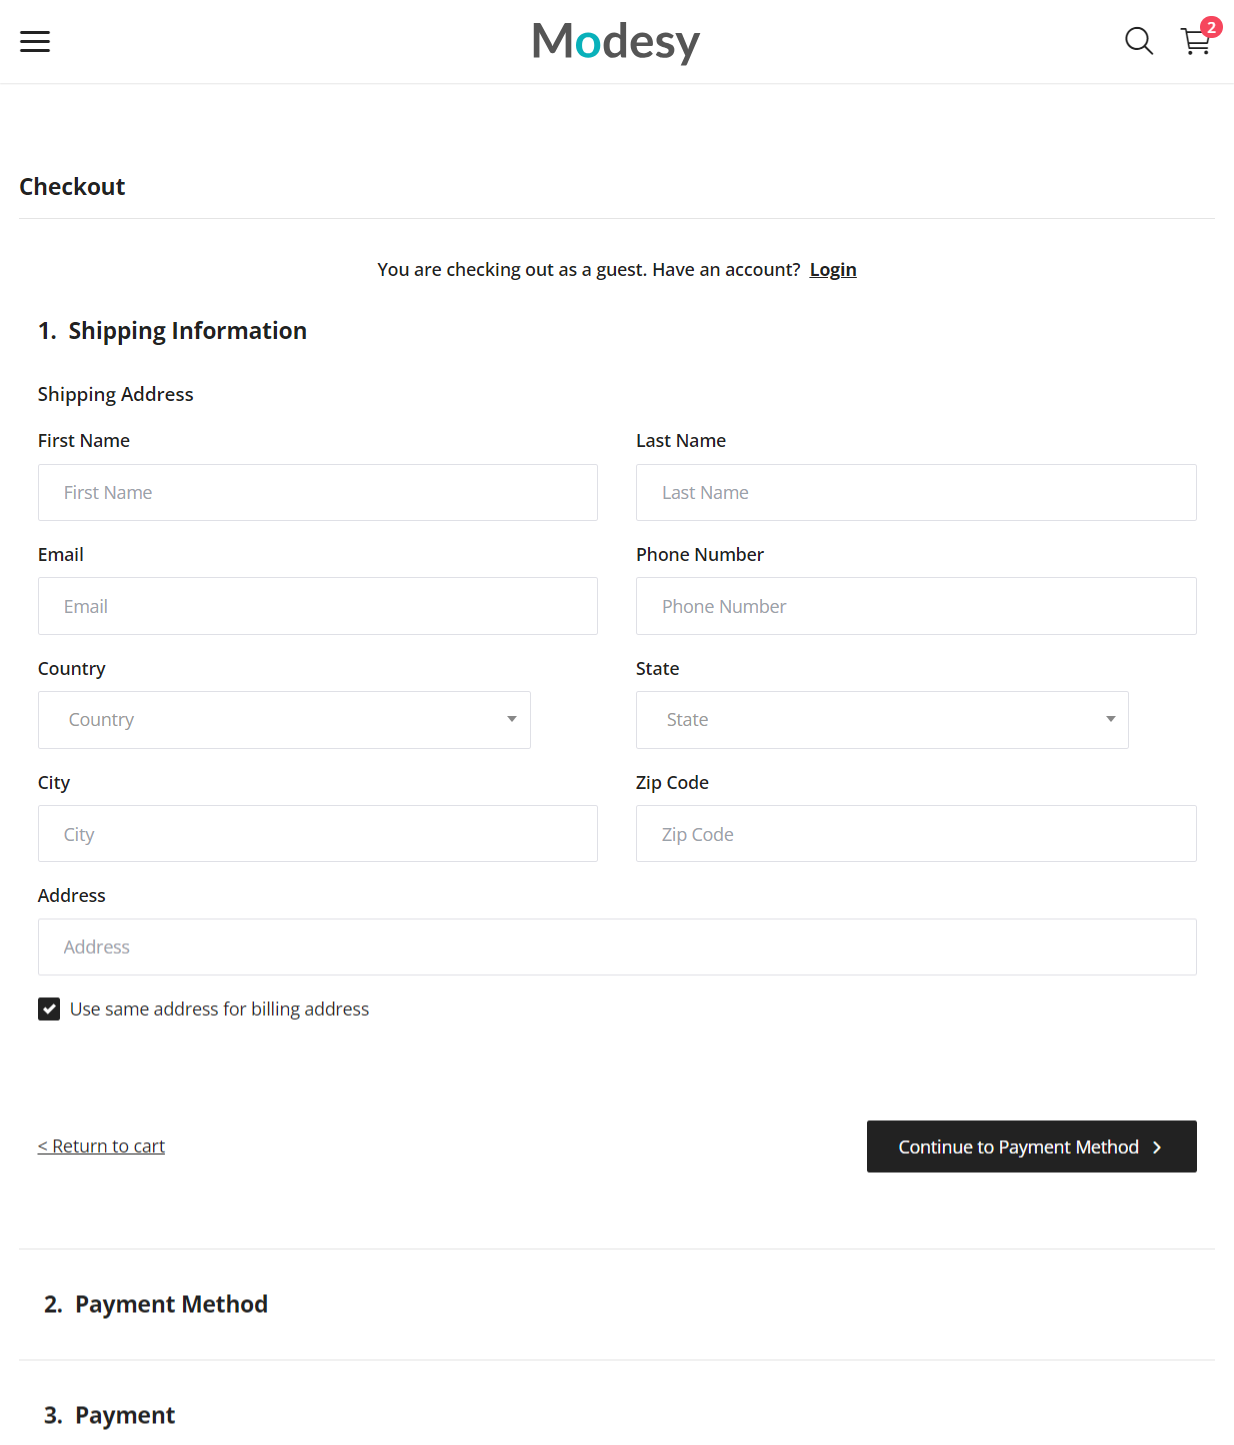 Modesy
2
Checkout
You are checking out as a guest. Have an account? Login
1. Shipping Information
Shipping Address
First Name
Last Name
First Name
Last Name
Email
Phone Number
Email
Phone Number
Country
State
Country
State
City
Zip Code
City
Zip Code
Address
Address
Use same address for billing address
< Return to cart
Continue to Payment Method
2. Payment Method
3. Payment